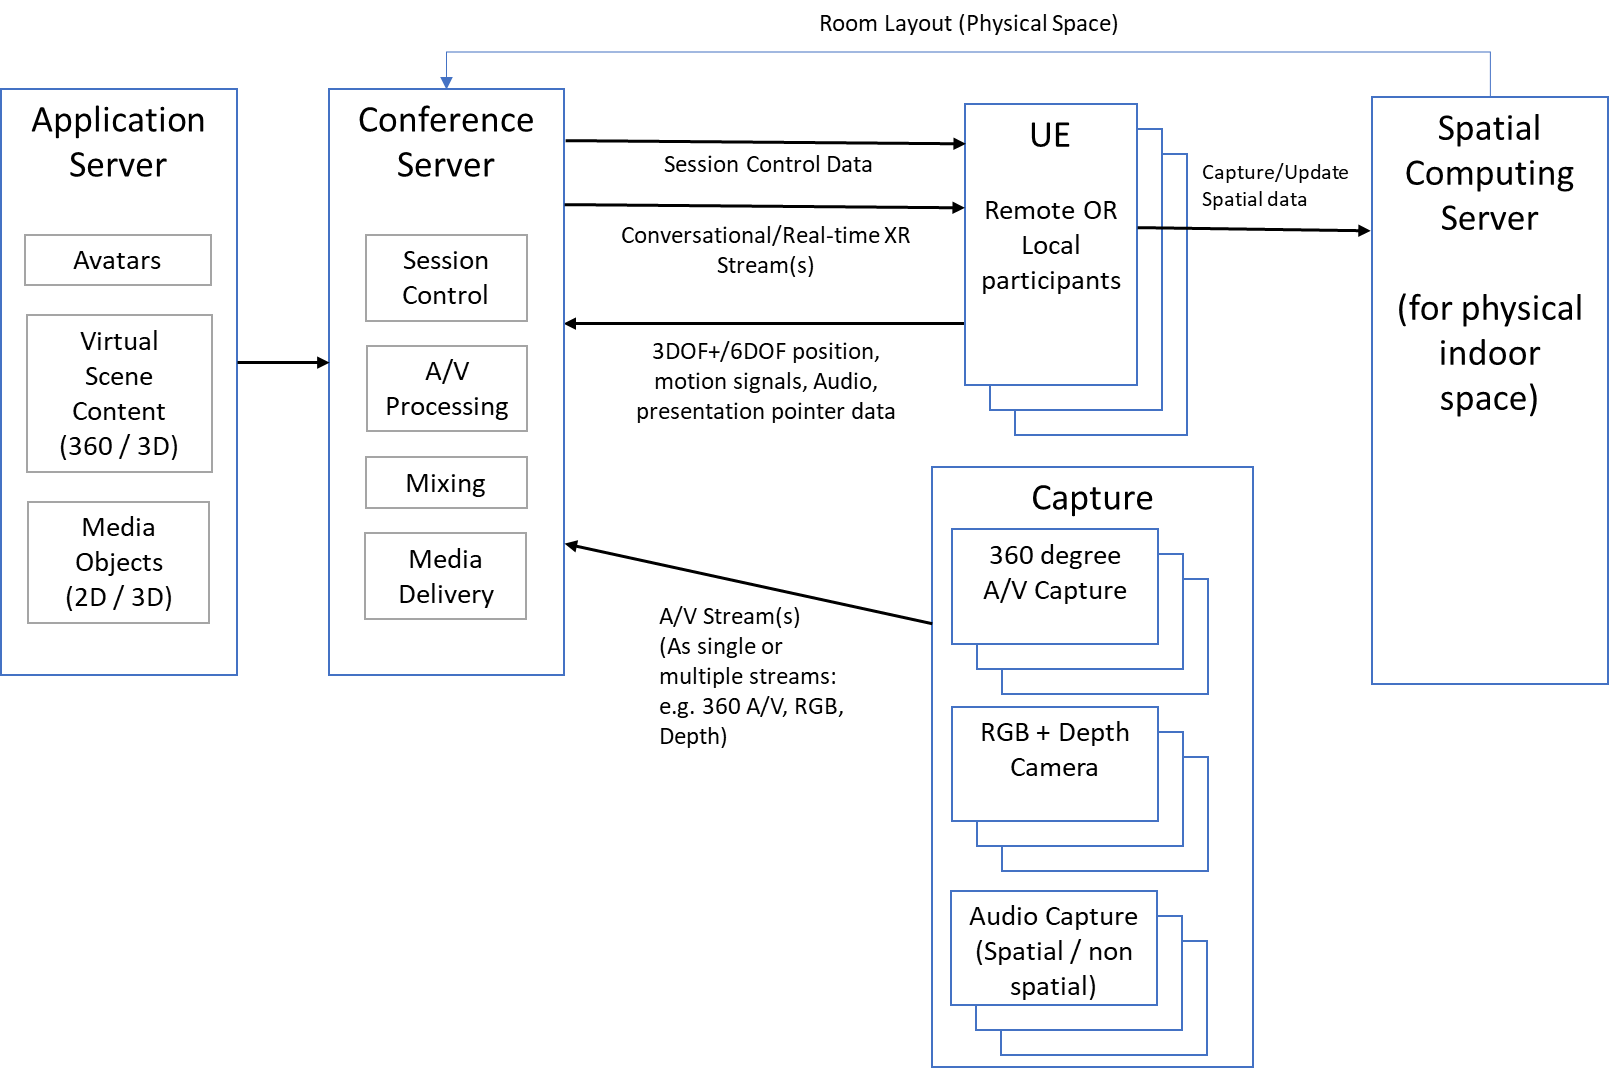 Room Layout (Physical Space)
Application
Server
Avatars
Virtual
Scene
Content
(360 / 3D)
Media
Objects
(2D / 3D)
Conference
Server
Session
Control
A/V
Processing
Mixing
Media
Delivery
Session Control Data
Conversational/Real-time XR
Stream(s)
3DOF+/6DOF position,
motion signals, Audio,
presentation pointer data
A/V Stream(s)
(As single or
multiple streams:
e.g. 360 A/V, RGB,
Depth)
UE
Remote OR
Local
participants
Capture/Update
Spatial data
Spatial
Computing
Server
(for physical
indoor
space)
Capture
360 degree
A/V Capture
RGB + Depth
Camera
Audio Capture
(Spatial / non
spatial)